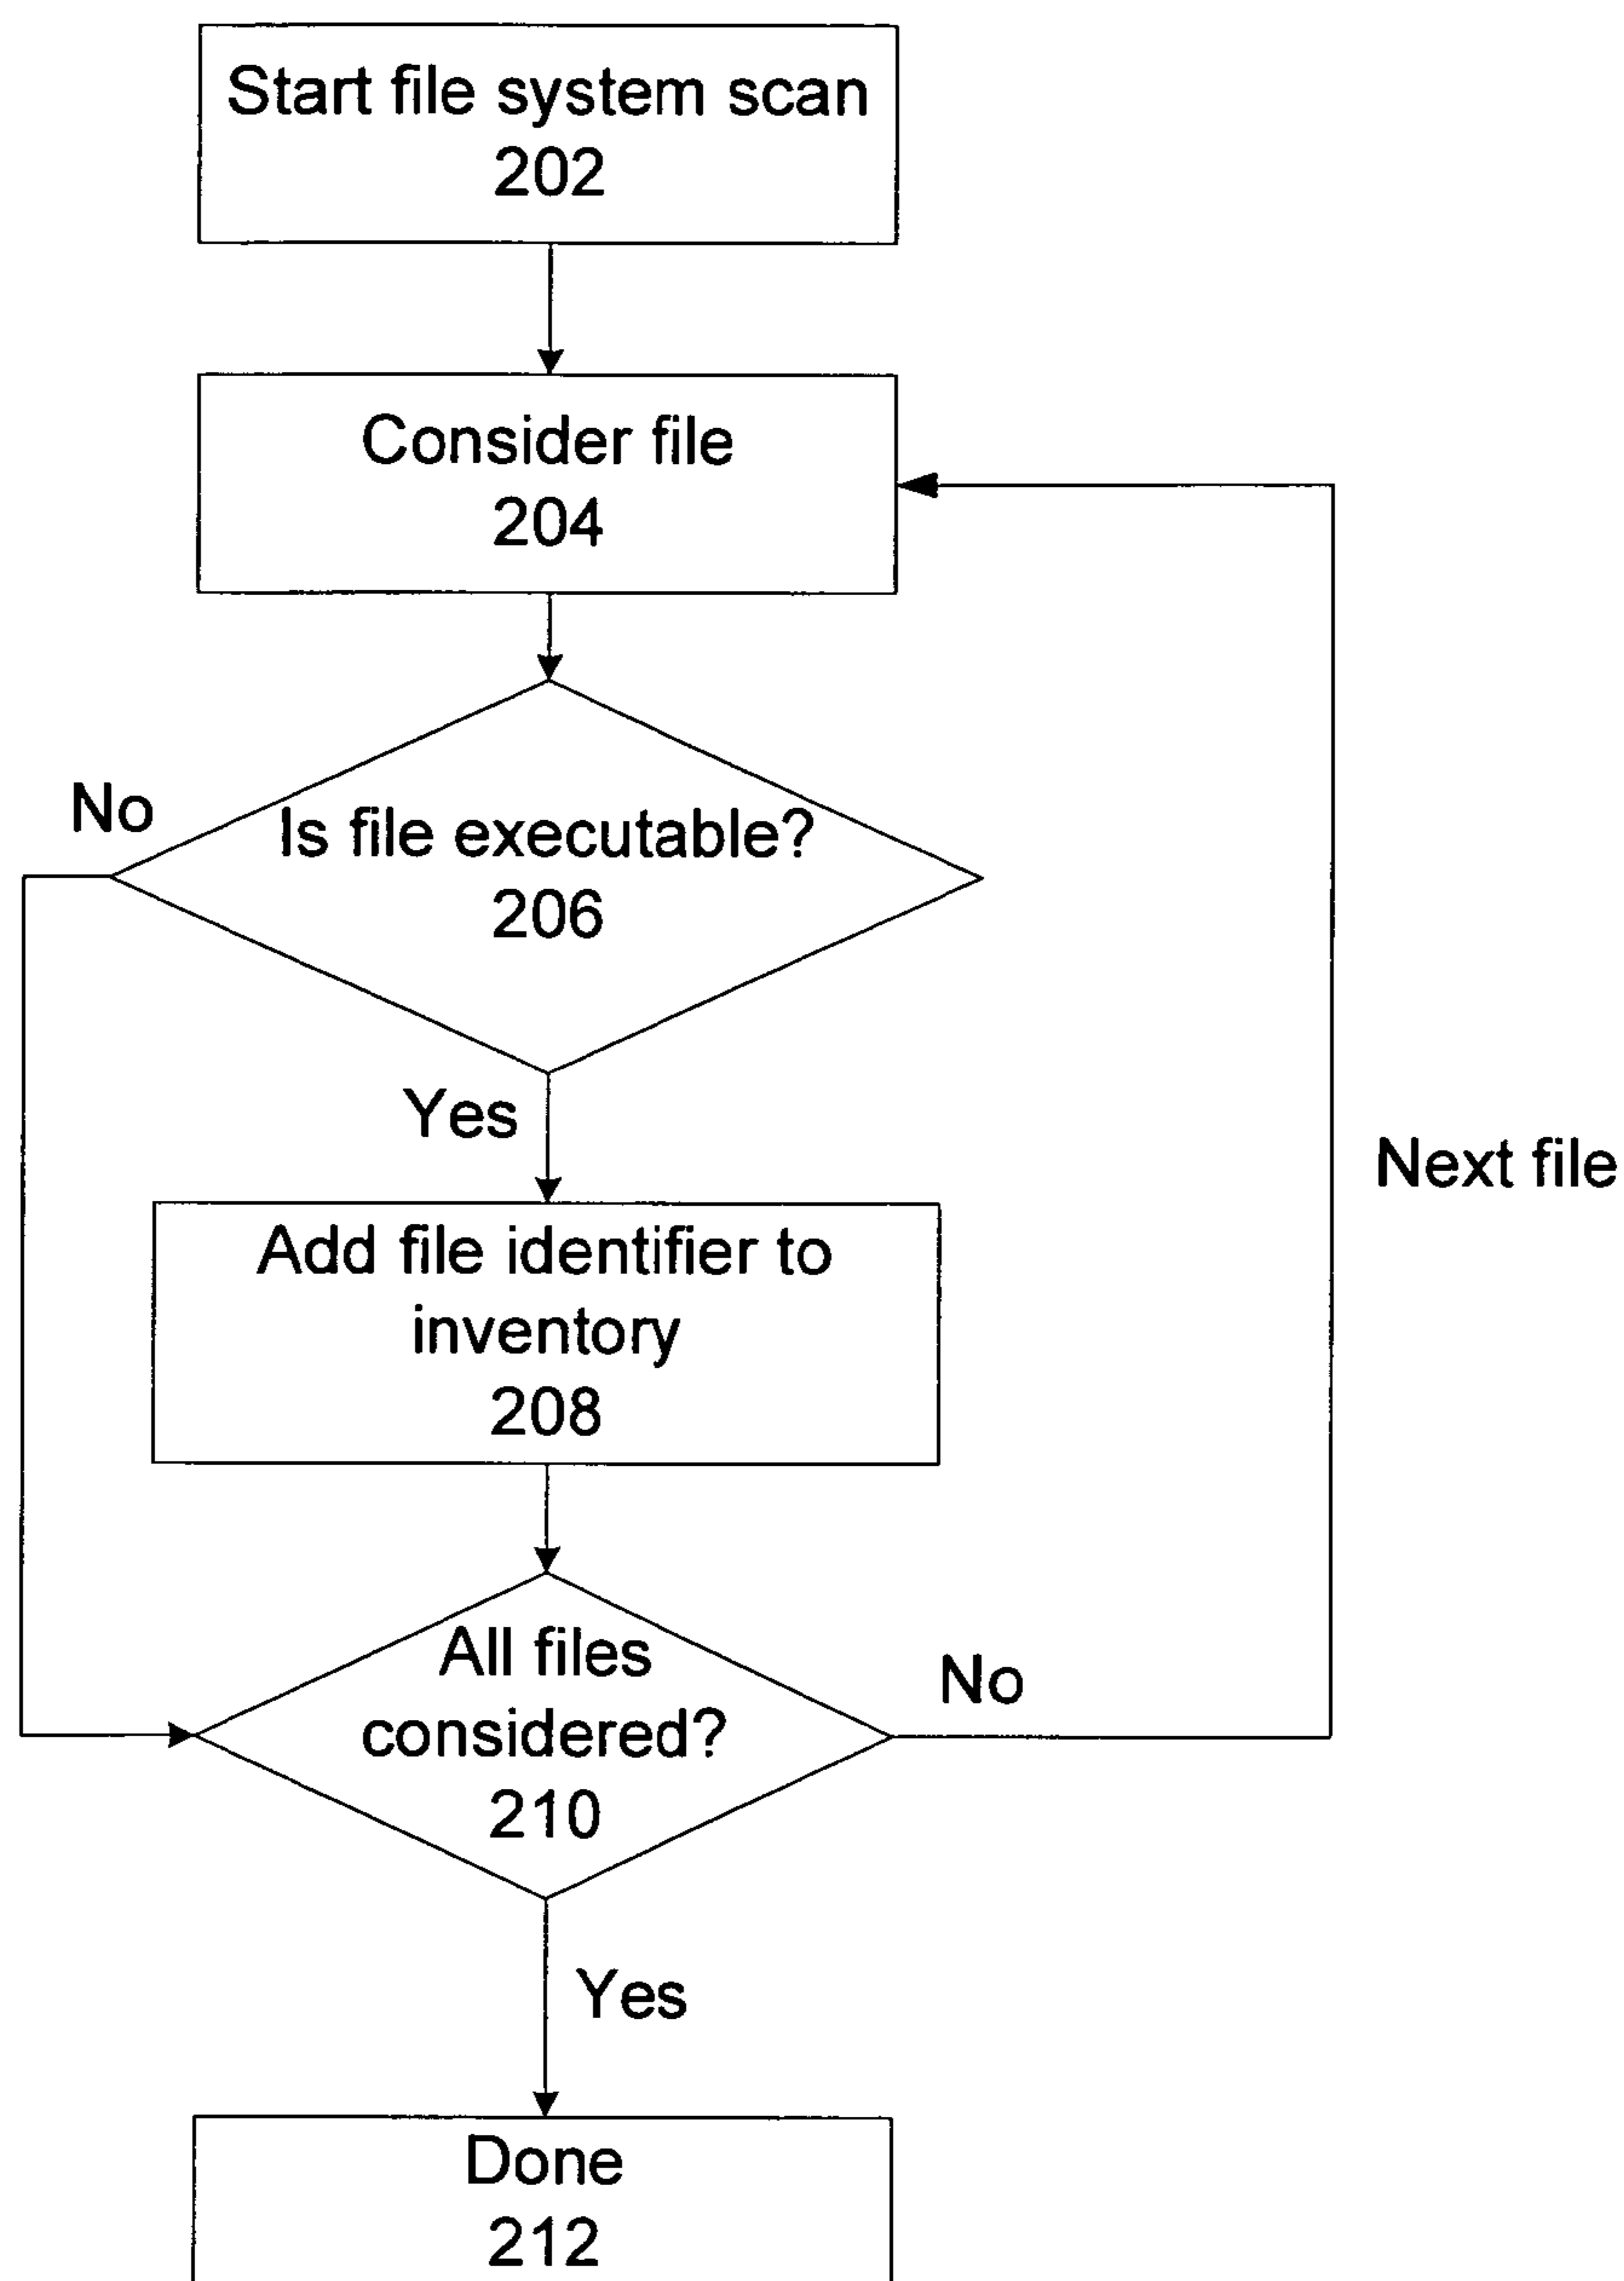 Start file system scan
202
Consider file
204
No
Is file executable?
206
Yes
Next file
Add file identifier to
inventory
208
All files
considered?
210
No
Yes
Done
212